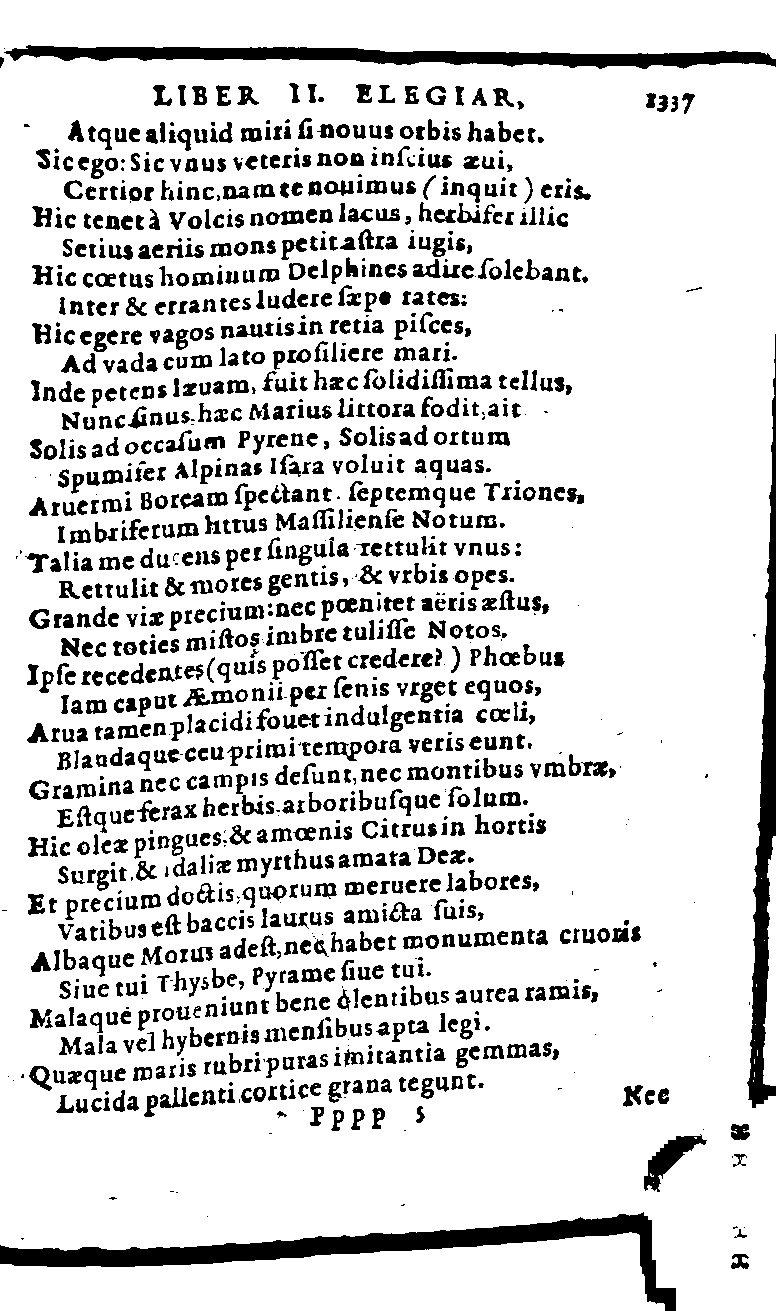 LIBER II. ELEGIAR, 1337
Atque aliquid miri si nouus orbis habet.
Sic ego: Sic vnus veteris non inſcius æui,
Certior hinc, nam te nouimus (inquit) eris.
Hic tenet à Volcis nomen lacus, herbifer illic
Setius aeriis mons petit aſtra iugis,
Hic cœtus hominum Delphines adire ſolebant.
Inter & errantes ludere ſæpe rates:
Hic egere vagos nautis in retia piſces,
Ad vada cum lato proſiliere mari.
Inde petens læuam, fuit hæc ſolidiſſima tellus,
Nunc ſinus, hæc Marius littora fodit, ait
Solis ad occaſum Pyrene, Solis ad ortum
Spumifer Alpinas Iſara voluit aquas.
Aruermi Boream ſpectant. ſeptemque Triones,
Imbriferum littus Maſſilienſe Notum.
Talia me ducens per ſingula rettulit vnus:
Rettulit & mores gentis, & vrbis opes.
Grande viæ precium: nec pœnitet aëris æſtus,
Nec toties miſtos imbre tuliſſe Notos.
Ipſe recedentes (quis poſſet credere?) Phœbus
Iam caput Æmonii per ſenis vrget equos,
Arua tamen placidi fouet indulgentia cœli,
Blandaque ceu primi tempora veris eunt.
Gramina nec campis deſunt, nec montibus vmbræ,
Eſtque ferax herbis arboribuſque ſolum.
Hic oleæ pingues, & amœnis Citrus in hortis
Surgit, & idaliæ myrthus amata Deæ.
Et precium doctis, quorum meruere labores,
Vatibus eſt baccis laurus amicta ſuis,
Albaque Morus adeſt, nec habet monumenta cruoris
Siue tui Thysbe, Pyrame ſiue tui.
Malaque proueniunt bene olentibus aurea ramis,
Mala vel hybernis menſibus apta legi.
Quæque maris rubri puras imitantia gemmas,
Lucida pallenti cortice grana tegunt.
Pppp 5 Nec